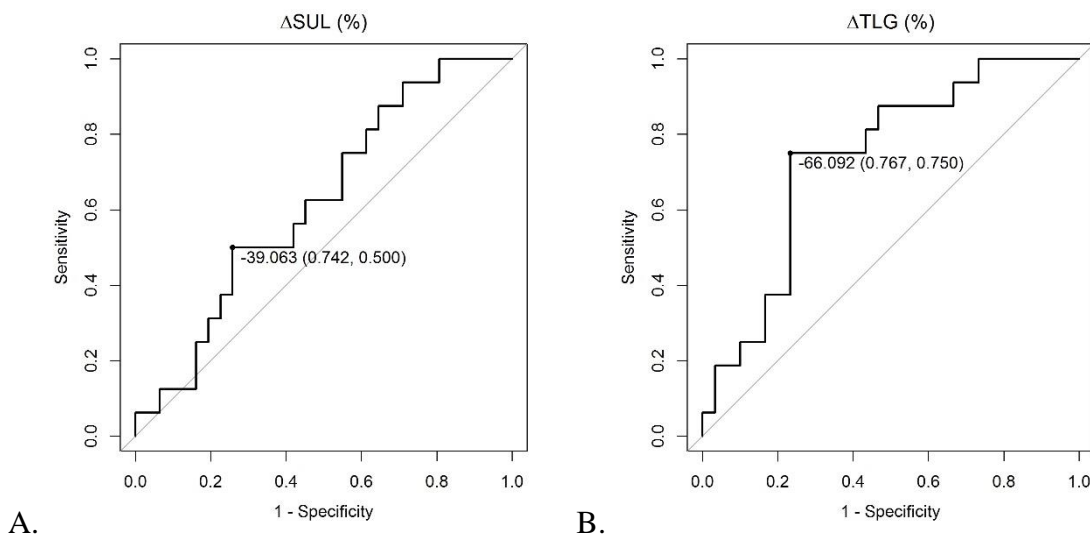 ΔSUL (%)
1.0
0.8
0.6
0.4
0.2
0.0
Sensitivity
-39.063 (0.742, 0.500)
0.0 0.2 0.4 0.6 0.8 1.0
1 - Specificity
A.
ΔTLG (%)
1.0
0.8
0.6
0.4
0.2
0.0
Sensitivity
-66.092 (0.767, 0.750)
0.0 0.2 0.4 0.6 0.8 1.0
1 - Specificity
B.